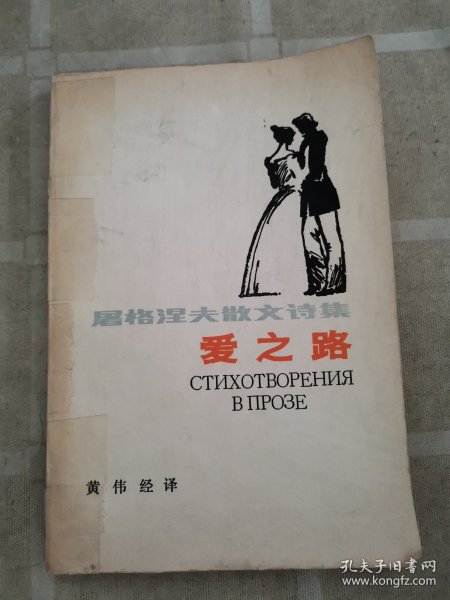 屠格涅夫散文诗集
爱之路
СТИХОТВОРЕНИЯ
В ПРОЗЕ
黄伟经译
孔夫子旧书网
www.kongfz.com